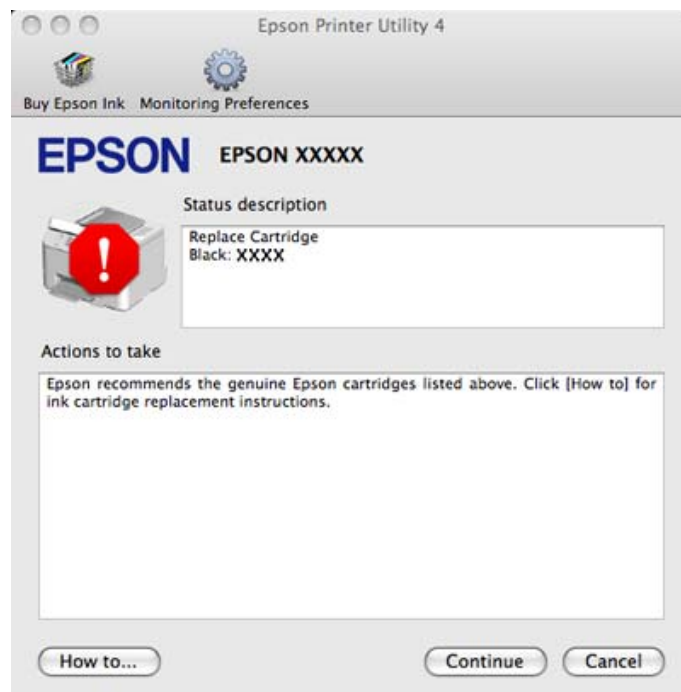 Epson Printer Utility 4
Buy Epson Ink Monitoring Preferences
EPSON EPSON XXXXX
Status description
Replace Cartridge
Black: XXXX
Actions to take
Epson recommends the genuine Epson cartridges listed above. Click [How to] for
ink cartridge replacement instructions.
How to... Continue Cancel